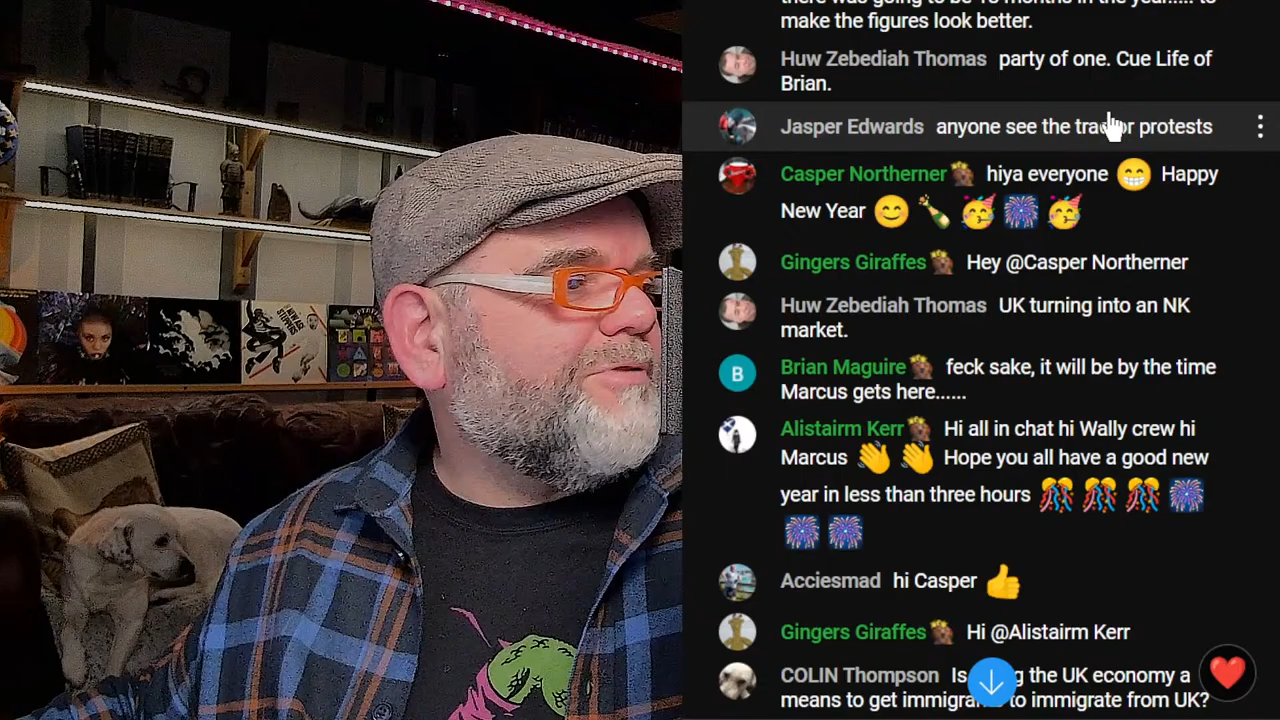 make the figures look better.
Huw Zebediah Thomas party of one. Cue Life of
Brian.
Jasper Edwards anyone see the tractor protests
Casper Northerner hiya everyone 😁 Happy
New Year 😊 🍾 🥳 🎆 🥳
Gingers Giraffes Hey @Casper Northerner
Huw Zebediah Thomas UK turning into an NK
market.
B
Brian Maguire feck sake, it will be by the time
Marcus gets here......
Alistairm Kerr Hi all in chat hi Wally crew hi
Marcus 👋 👋 Hope you all have a good new
year in less than three hours 🎊 🎊 🎊 🎆
🎆 🎆
Acciesmad hi Casper 👍
Gingers Giraffes Hi @Alistairm Kerr
COLIN Thompson the UK economy a
means to get to immigrate from UK?